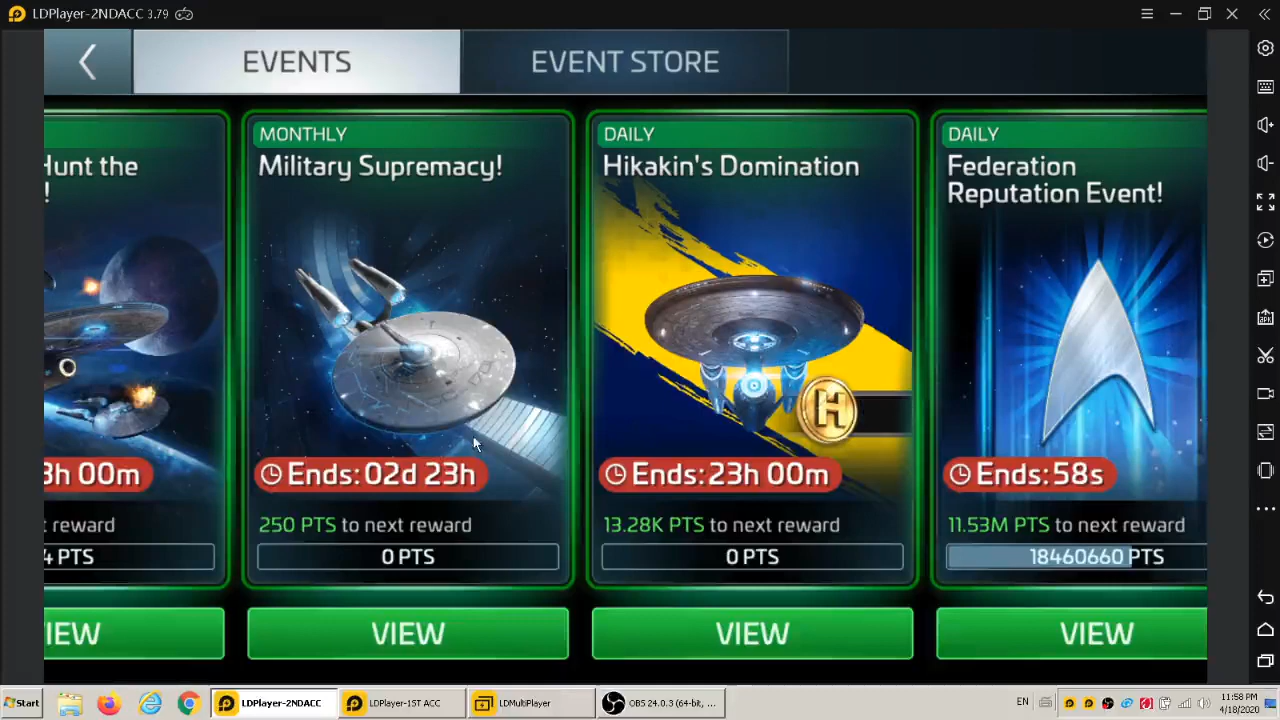 LDPlayer-2NDACC 3.79
EVENTS
EVENT STORE
Hunt the
!
3h 00m
reward
4 PTS
IEW
MONTHLY
Military Supremacy!
Ends: 02d 23h
250 PTS to next reward
0 PTS
VIEW
DAILY
Hikakin's Domination
H
Ends: 23h 00m
13.28K PTS to next reward
0 PTS
VIEW
DAILY
Federation
Reputation Event!
Ends: 58s
11.53M PTS to next reward
18460660 PTS
VIEW
Start
LDPlayer-2NDACC
LDPlayer-1ST ACC
LDMultiPlayer
OBS 24.0.3 (64-bit, ...
EN
11:58 PM
4/18/2020